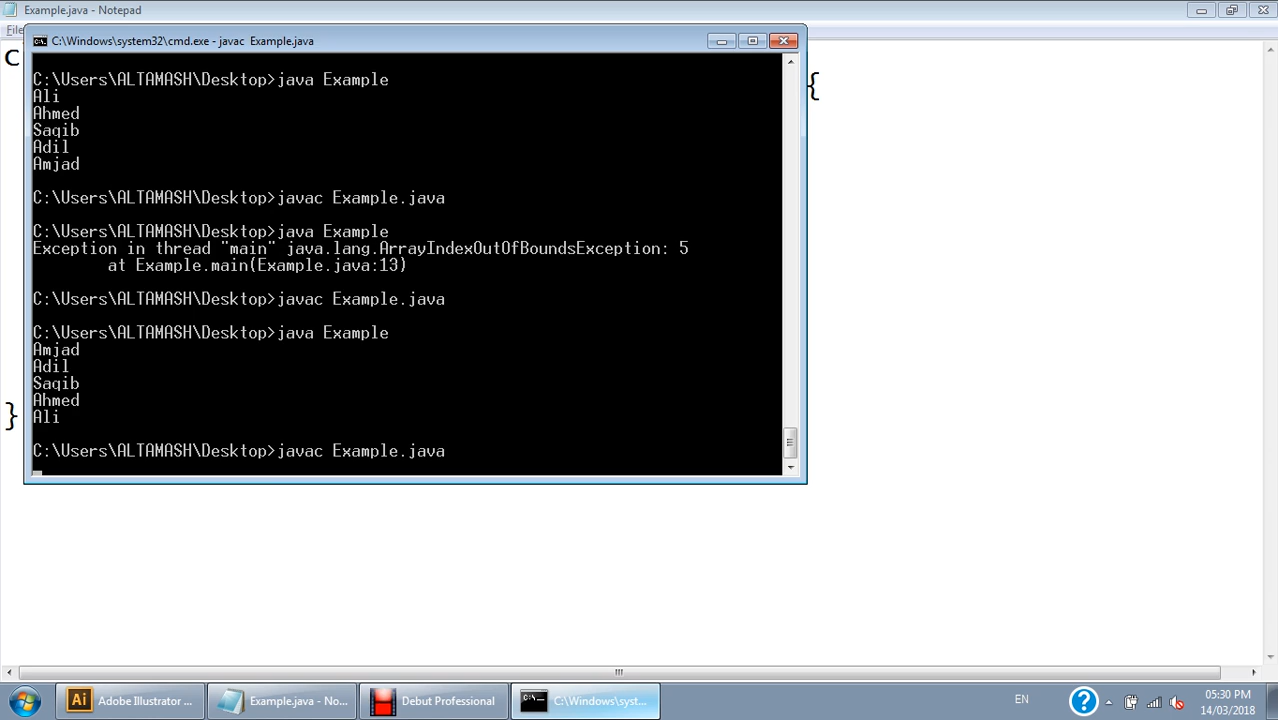 Example.java - Notepad
File
C
{
}
C:\Windows\system32\cmd.exe - javac  Example.java
C:\Users\ALTAMASH\Desktop>java Example
Ali
Ahmed
Saqib
Adil
Amjad
C:\Users\ALTAMASH\Desktop>javac Example.java
C:\Users\ALTAMASH\Desktop>java Example
Exception in thread "main" java.lang.ArrayIndexOutOfBoundsException: 5
at Example.main(Example.java:13)
C:\Users\ALTAMASH\Desktop>javac Example.java
C:\Users\ALTAMASH\Desktop>java Example
Amjad
Adil
Saqib
Ahmed
Ali
C:\Users\ALTAMASH\Desktop>javac Example.java
Ai Adobe Illustrator ...
Example.java - No...
Debut Professional
C:\Windows\syst...
EN
?
05:30 PM
14/03/2018